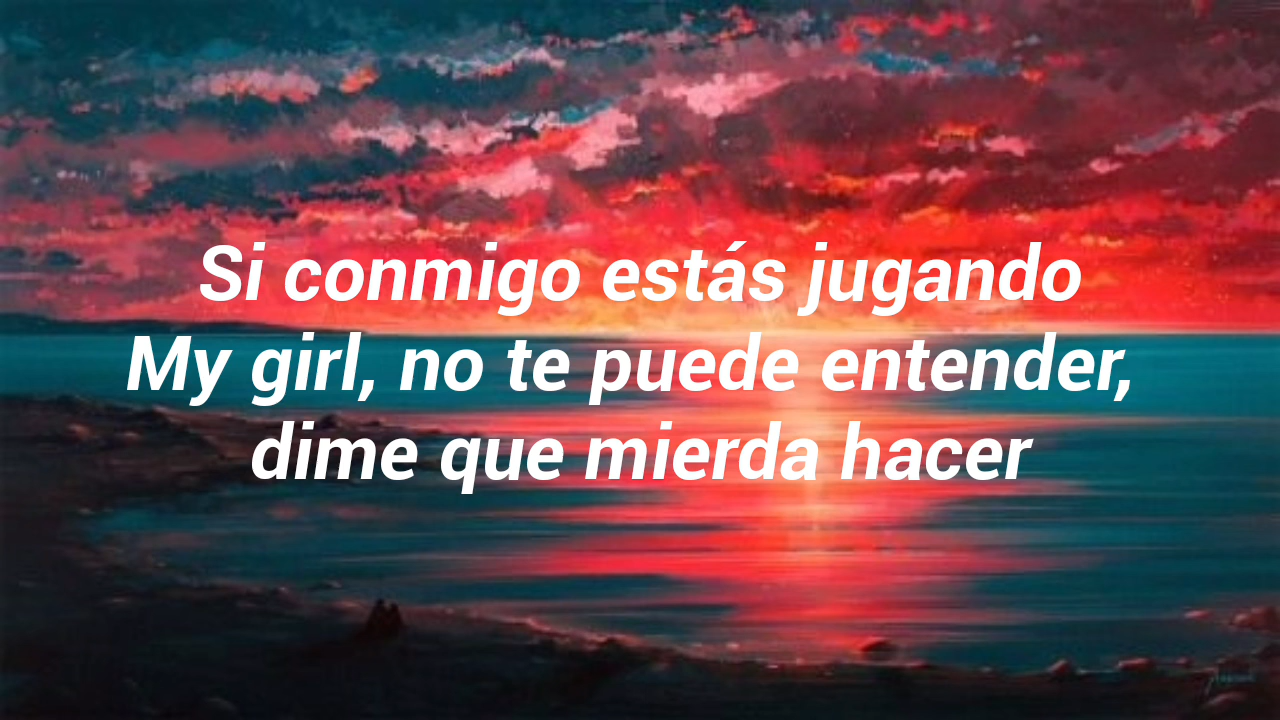 Si conmigo estás jugando
My girl, no te puede entender,
dime que mierda hacer